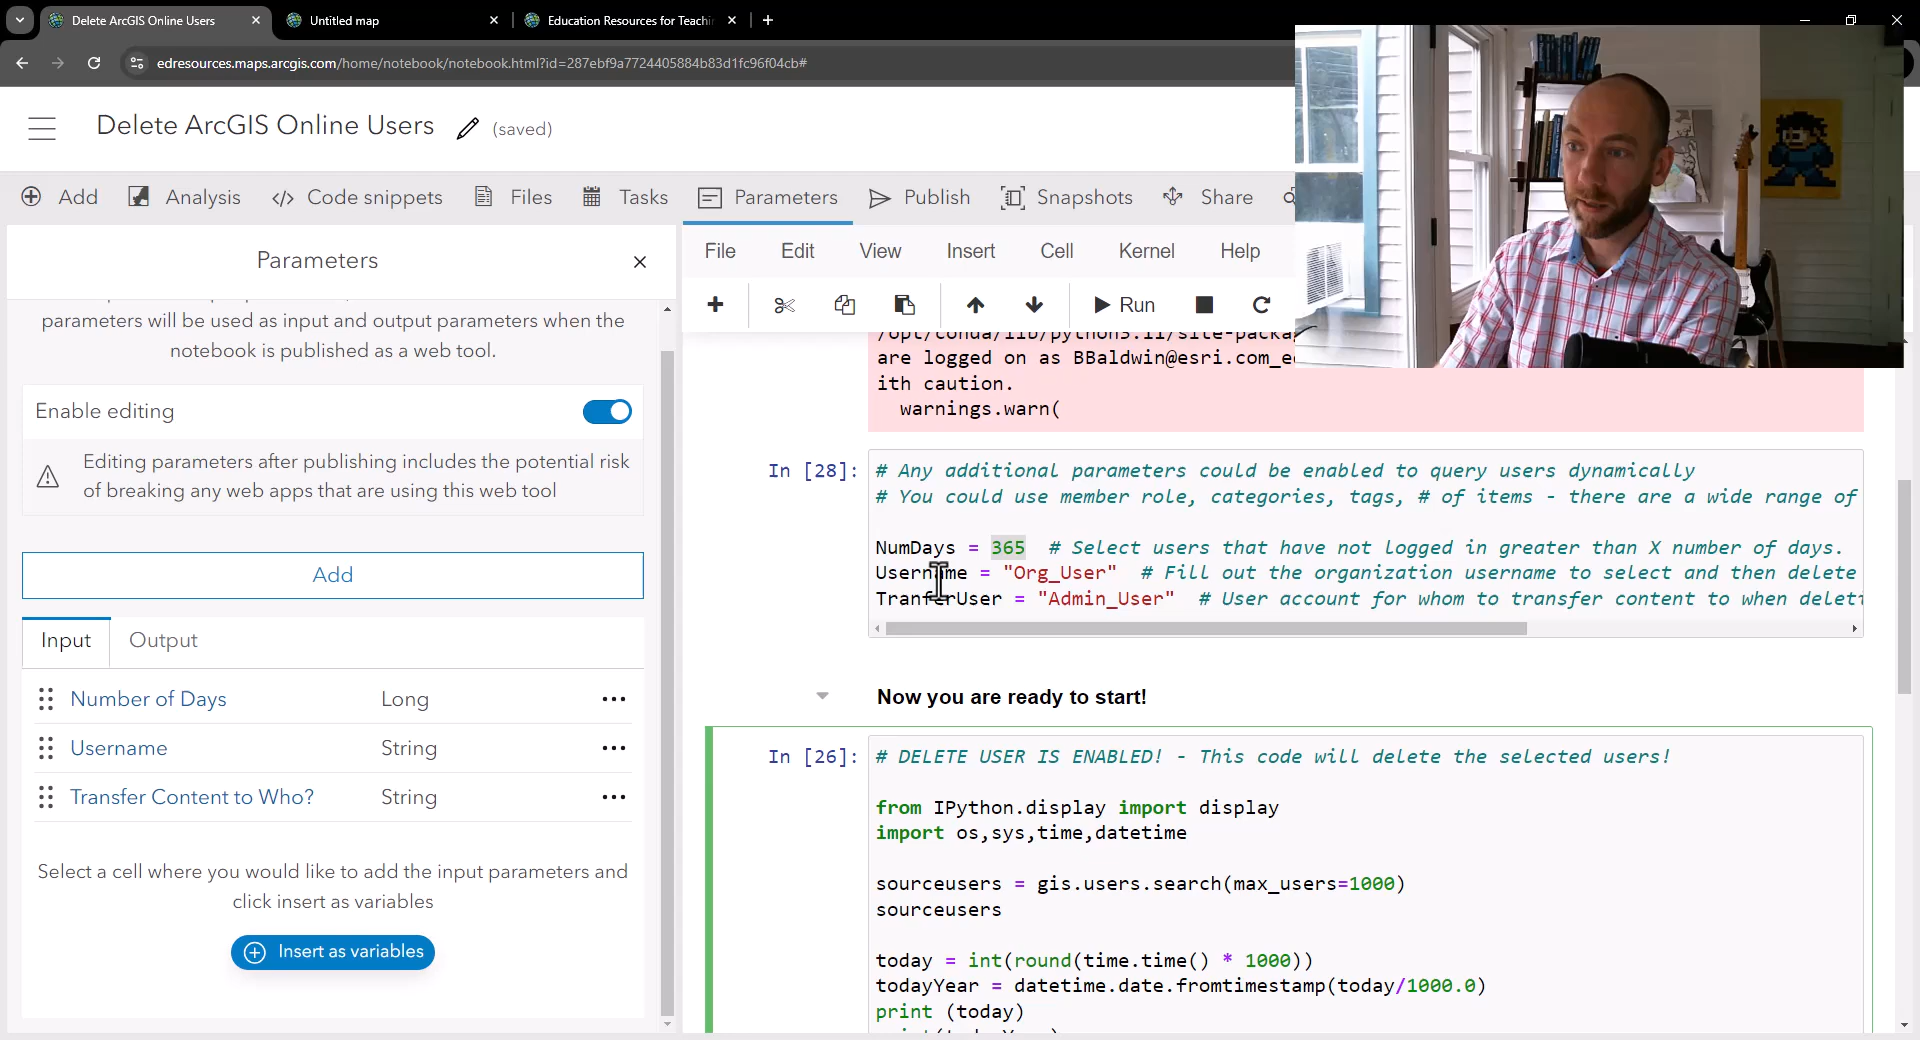 Delete ArcGIS Online Users
Untitled map
Education Resources for Teachin
edresources.maps.arcgis.com/home/notebook/notebook.html?id=287ebf9a7724405884b83d1fc96f04cb#
Delete ArcGIS Online Users
(saved)
Add
Analysis
Code snippets
Files
Tasks
Parameters
Publish
Snapshots
Share
Parameters
parameters will be used as input and output parameters when the
notebook is published as a web tool.
Enable editing
Editing parameters after publishing includes the potential risk
of breaking any web apps that are using this web tool
Add
Input
Output
Number of Days Long
Username String
Transfer Content to Who? String
Select a cell where you would like to add the input parameters and
click insert as variables
Insert as variables
File
Edit
View
Insert
Cell
Kernel
Help
Run
/opt/conda/lib/python3.11/site-packa
are logged on as BBaldwin@esri.com_e
ith caution.
warnings.warn(
In [28]:
# Any additional parameters could be enabled to query users dynamically
# You could use member role, categories, tags, # of items - there are a wide range of
NumDays = 365 # Select users that have not logged in greater than X number of days.
Username = "Org_User" # Fill out the organization username to select and then delete
TranferUser = "Admin_User" # User account for whom to transfer content to when delet
Now you are ready to start!
In [26]:
# DELETE USER IS ENABLED! - This code will delete the selected users!
from IPython.display import display
import os,sys,time,datetime
sourceusers = gis.users.search(max_users=1000)
sourceusers
today = int(round(time.time() * 1000))
todayYear = datetime.date.fromtimestamp(today/1000.0)
print (today)